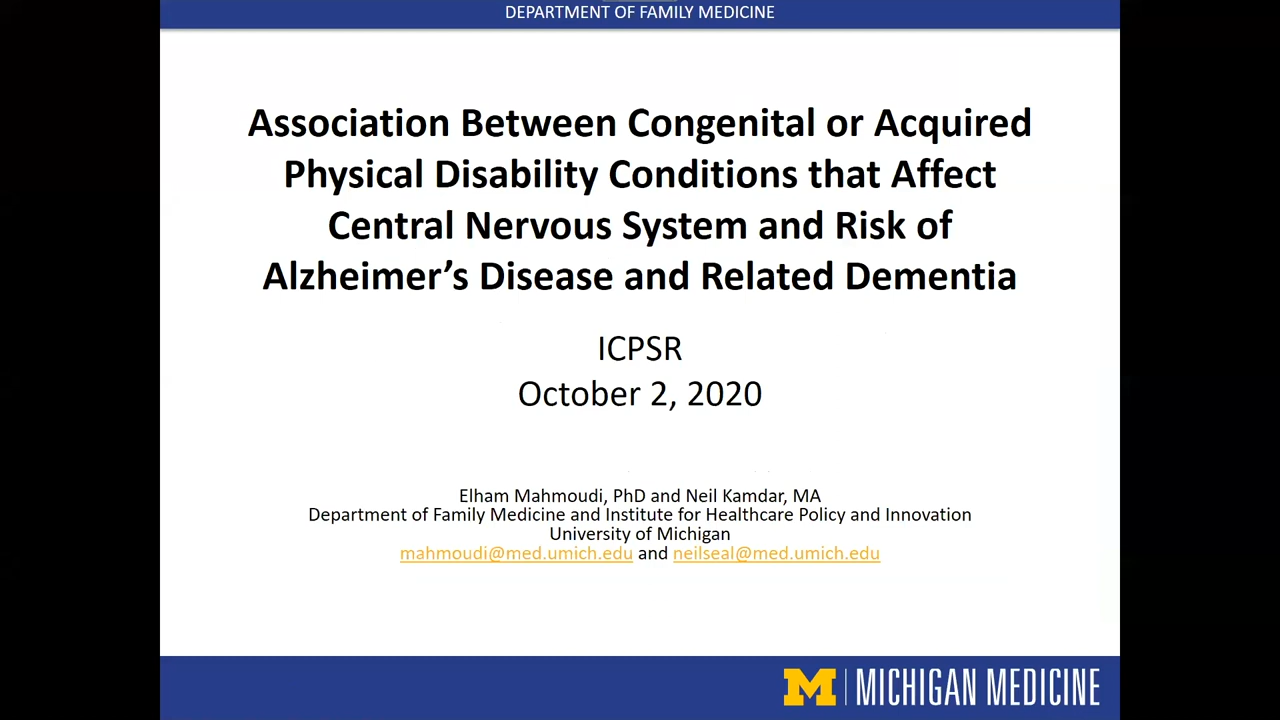 DEPARTMENT OF FAMILY MEDICINE
Association Between Congenital or Acquired
Physical Disability Conditions that Affect
Central Nervous System and Risk of
Alzheimer’s Disease and Related Dementia
ICPSR
October 2, 2020
Elham Mahmoudi, PhD and Neil Kamdar, MA
Department of Family Medicine and Institute for Healthcare Policy and Innovation
University of Michigan
mahmoudi@med.umich.edu and neilseal@med.umich.edu
M | MICHIGAN MEDICINE